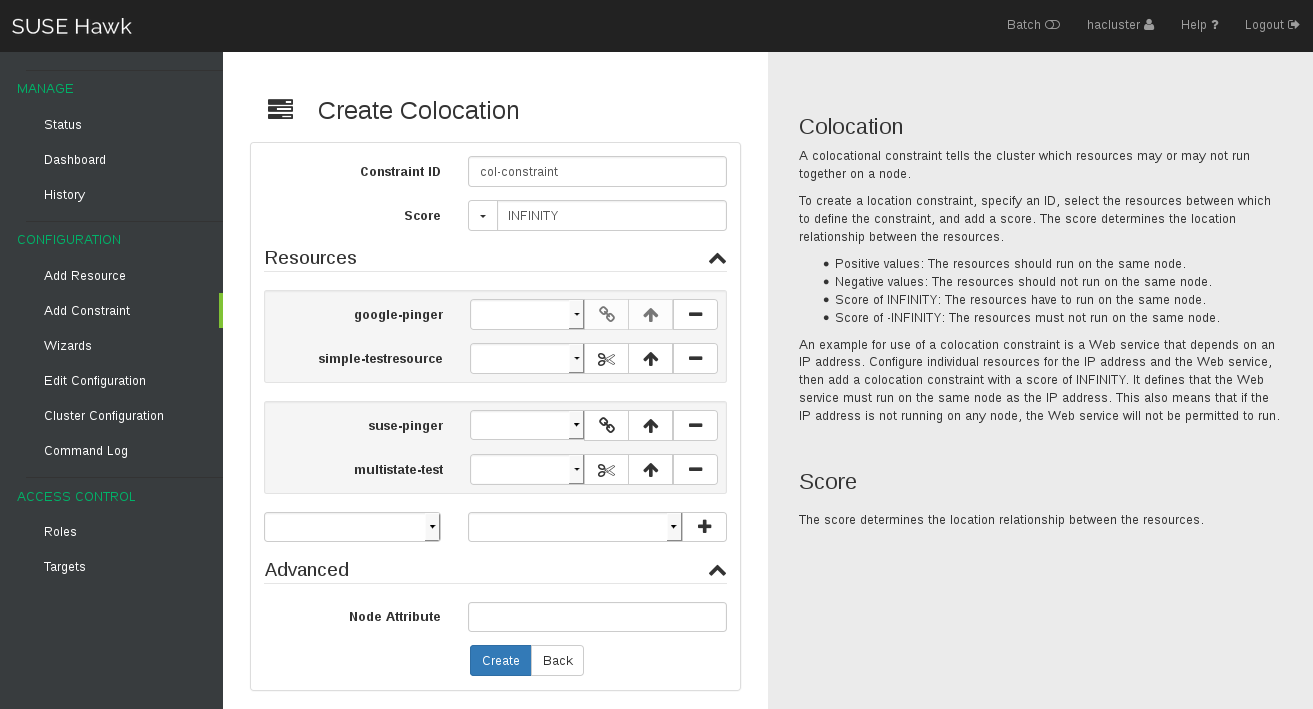 SUSE Hawk
Batch
hacluster
Help ?
Logout
MANAGE
Status
Dashboard
History
CONFIGURATION
Add Resource
Add Constraint
Wizards
Edit Configuration
Cluster Configuration
Command Log
ACCESS CONTROL
Roles
Targets
Create Colocation
Constraint ID
col-constraint
Score
INFINITY
Resources
google-pinger
simple-testresource
suse-pinger
multistate-test
Advanced
Node Attribute
Create
Back
Colocation
A colocational constraint tells the cluster which resources may or may not run
together on a node.
To create a location constraint, specify an ID, select the resources between which
to define the constraint, and add a score. The score determines the location
relationship between the resources.
• Positive values: The resources should run on the same node.
• Negative values: The resources should not run on the same node.
• Score of INFINITY: The resources have to run on the same node.
• Score of -INFINITY: The resources must not run on the same node.
An example for use of a colocation constraint is a Web service that depends on an
IP address. Configure individual resources for the IP address and the Web service,
then add a colocation constraint with a score of INFINITY. It defines that the Web
service must run on the same node as the IP address. This also means that if the
IP address is not running on any node, the Web service will not be permitted to run.
Score
The score determines the location relationship between the resources.